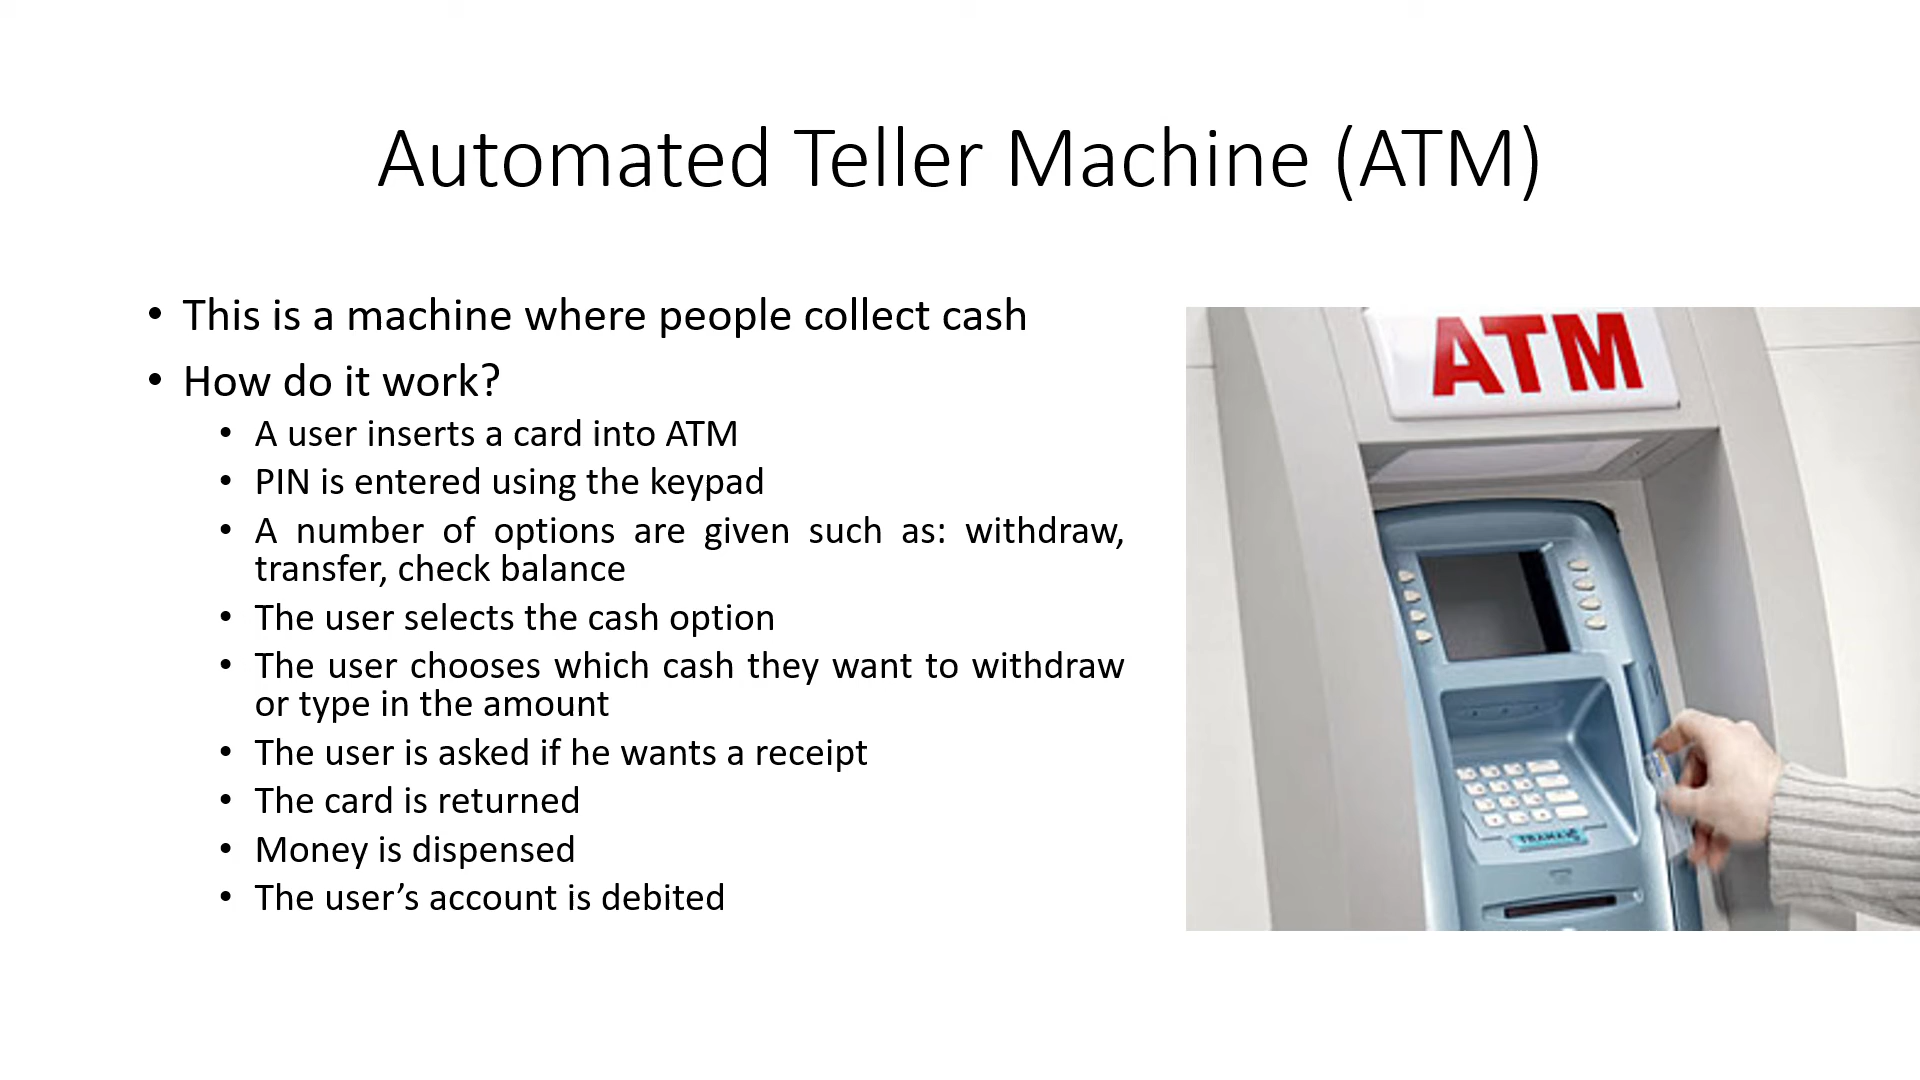 Automated Teller Machine (ATM)
• This is a machine where people collect cash
• How do it work?
• A user inserts a card into ATM
• PIN is entered using the keypad
• A number of options are given such as: withdraw,
transfer, check balance
• The user selects the cash option
• The user chooses which cash they want to withdraw
or type in the amount
• The user is asked if he wants a receipt
• The card is returned
• Money is dispensed
• The user’s account is debited
ATM